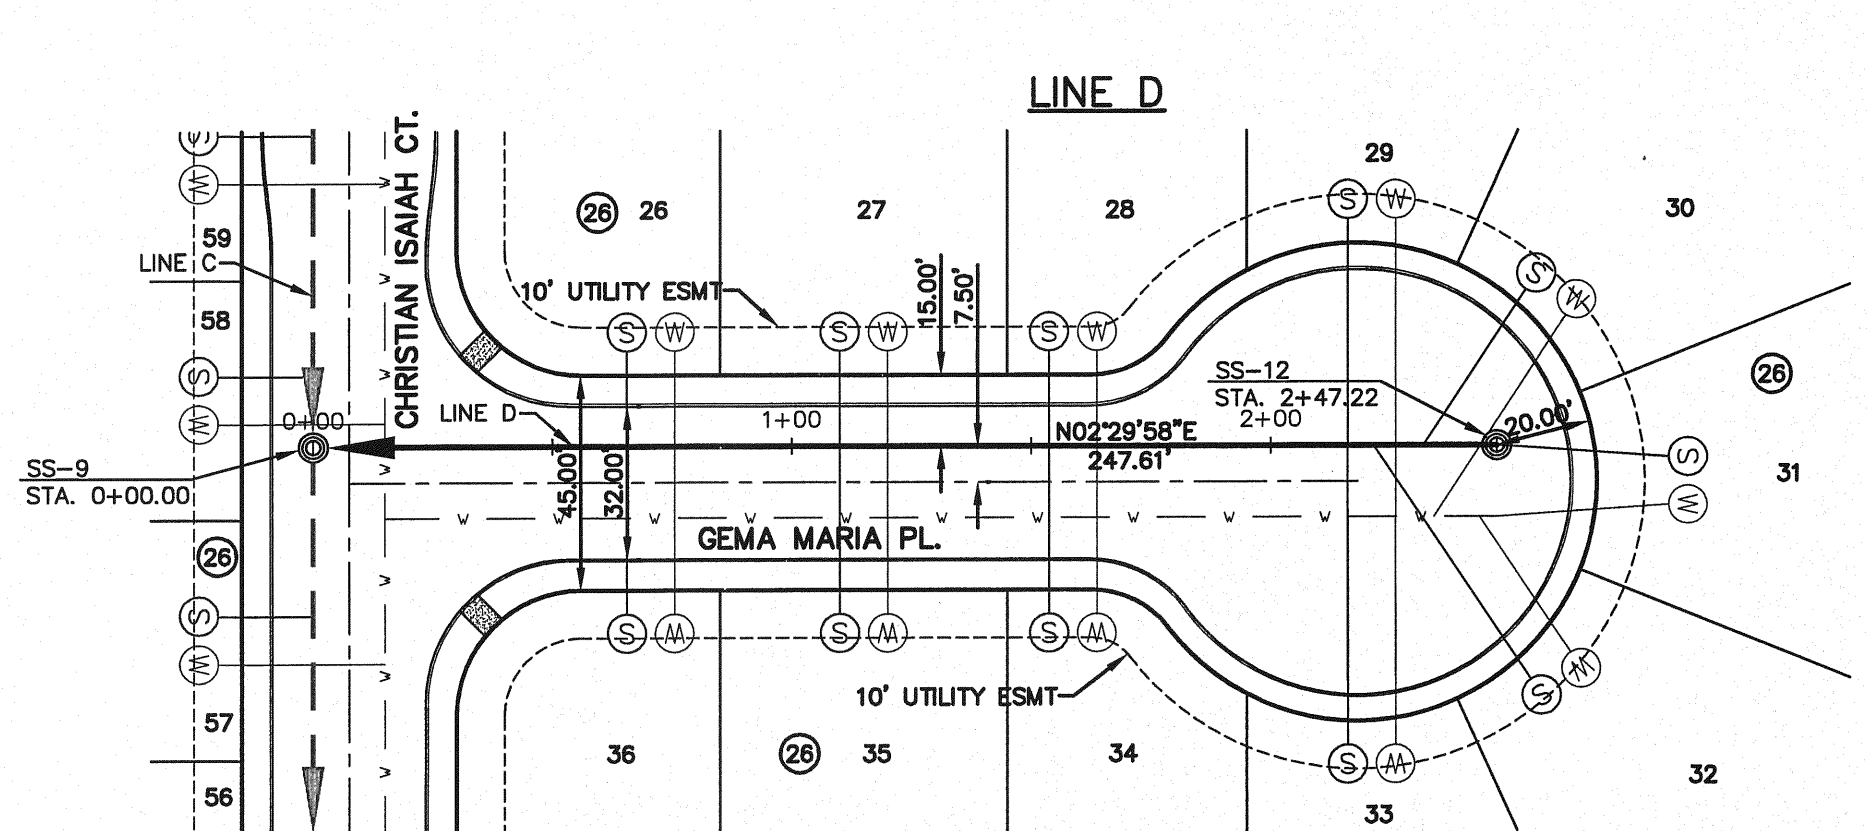 LINE D
CHRISTIAN ISAIAH CT.
S
W
59
LINE C
58
S
W
0+00
SS-9
STA. 0+00.00
26
S
W
57
56
26 26
27
28
29
30
S W
S
W
10' UTILITY ESMT
15.00'
7.50'
S W
S W
S W
LINE D
1+00
2+00
SS-12
STA. 2+47.22
20.00'
26
N02°29'58"E
247.61'
45.00'
32.00'
S
W
31
W W W W W W W W W W W
GEMA MARIA PL.
W
W
W
W
W
W
S W
S W
S W
10' UTILITY ESMT
W
S
S W
36
26 35
34
33
32